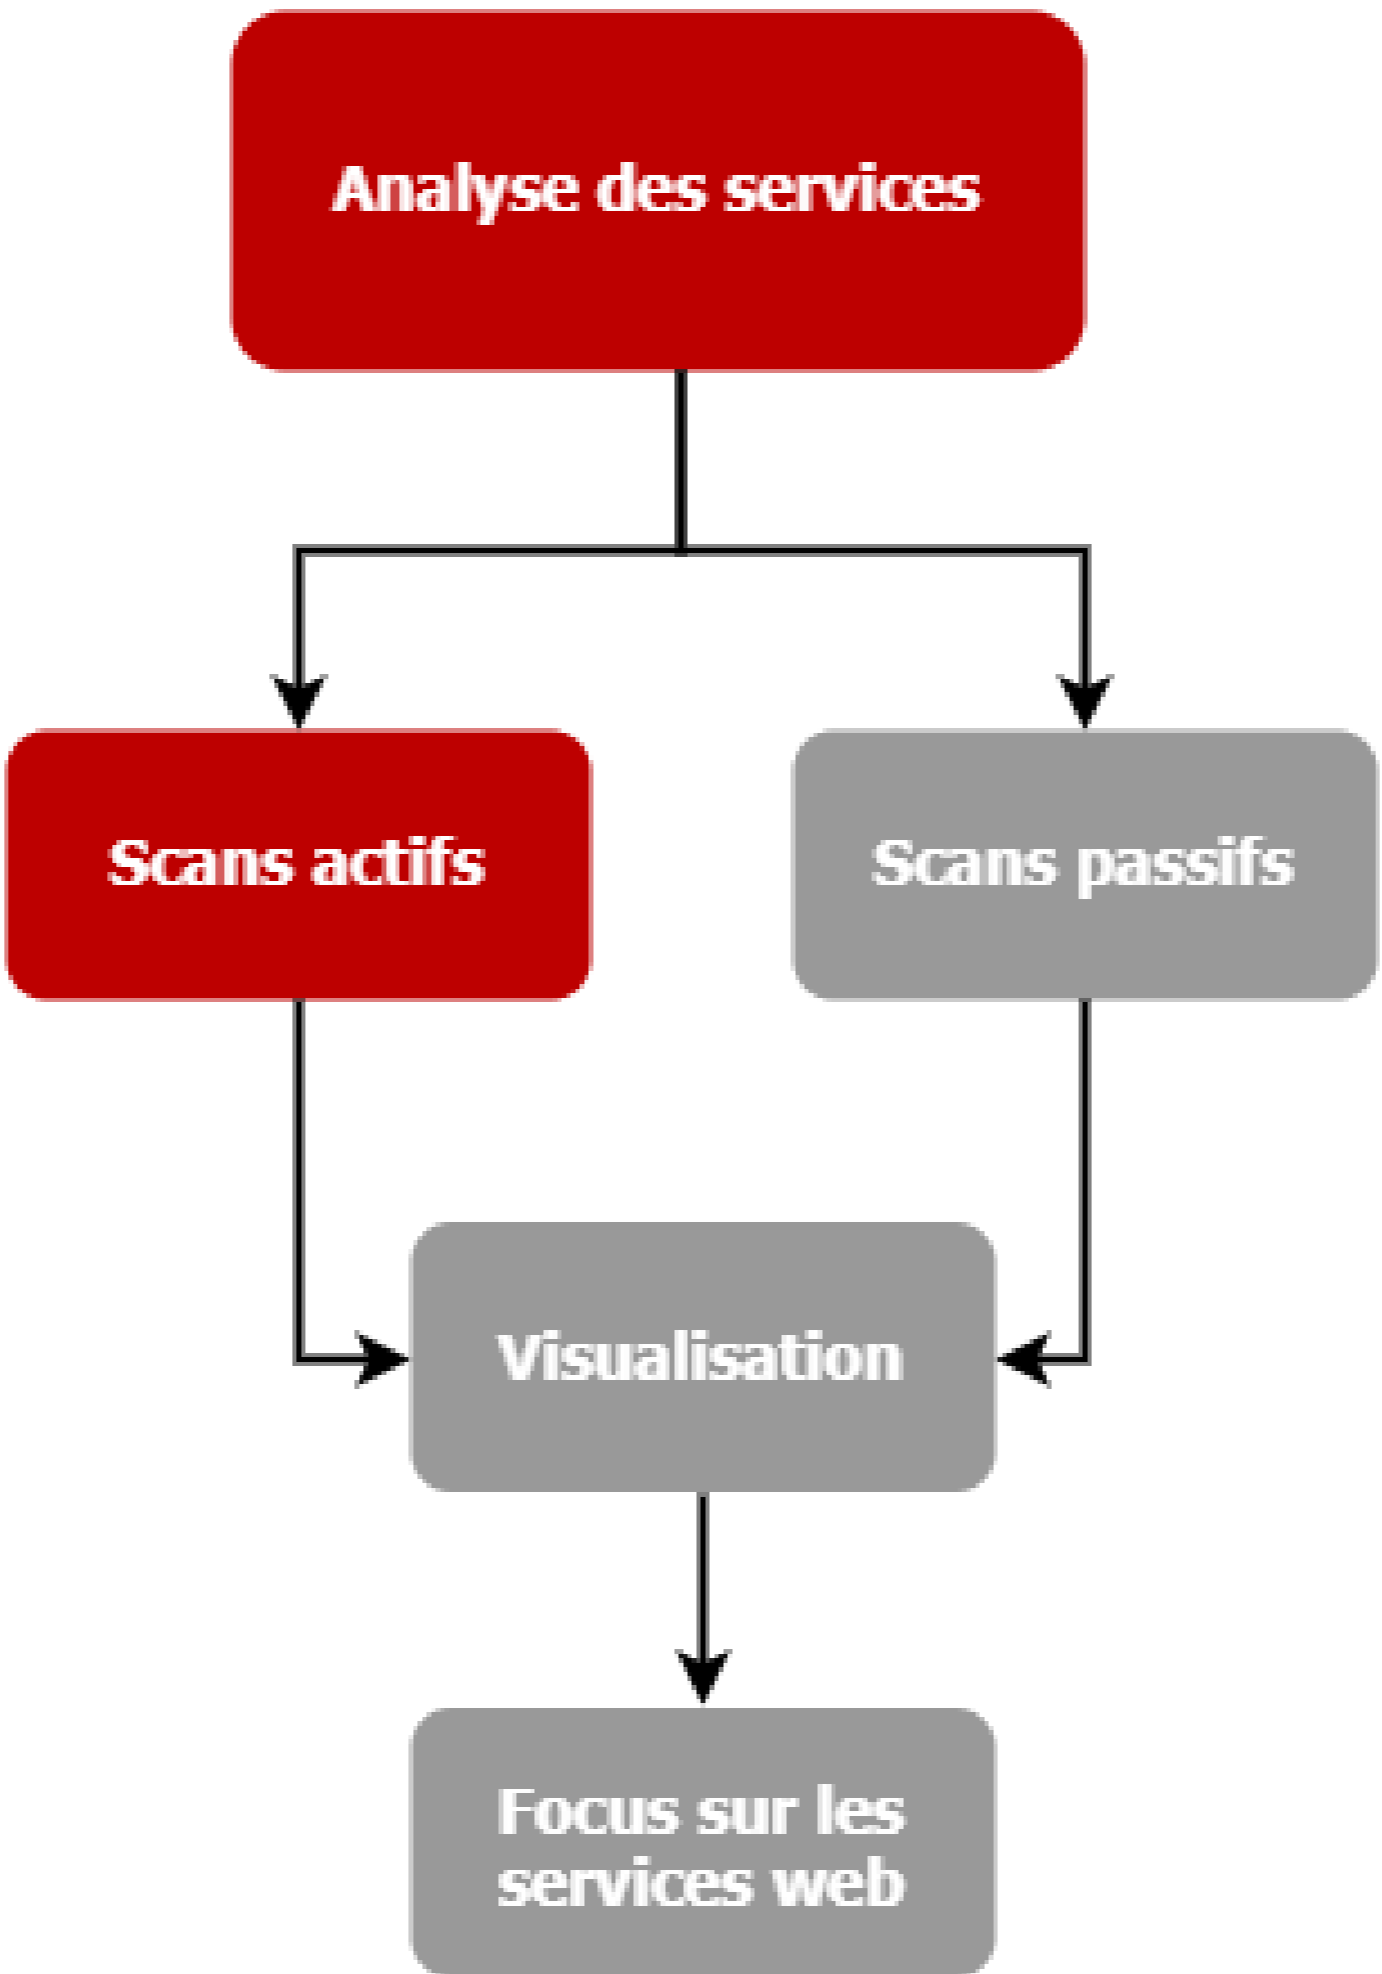 Analyse des services
Scans actifs
Scans passifs
Visualisation
Focus sur les
services web